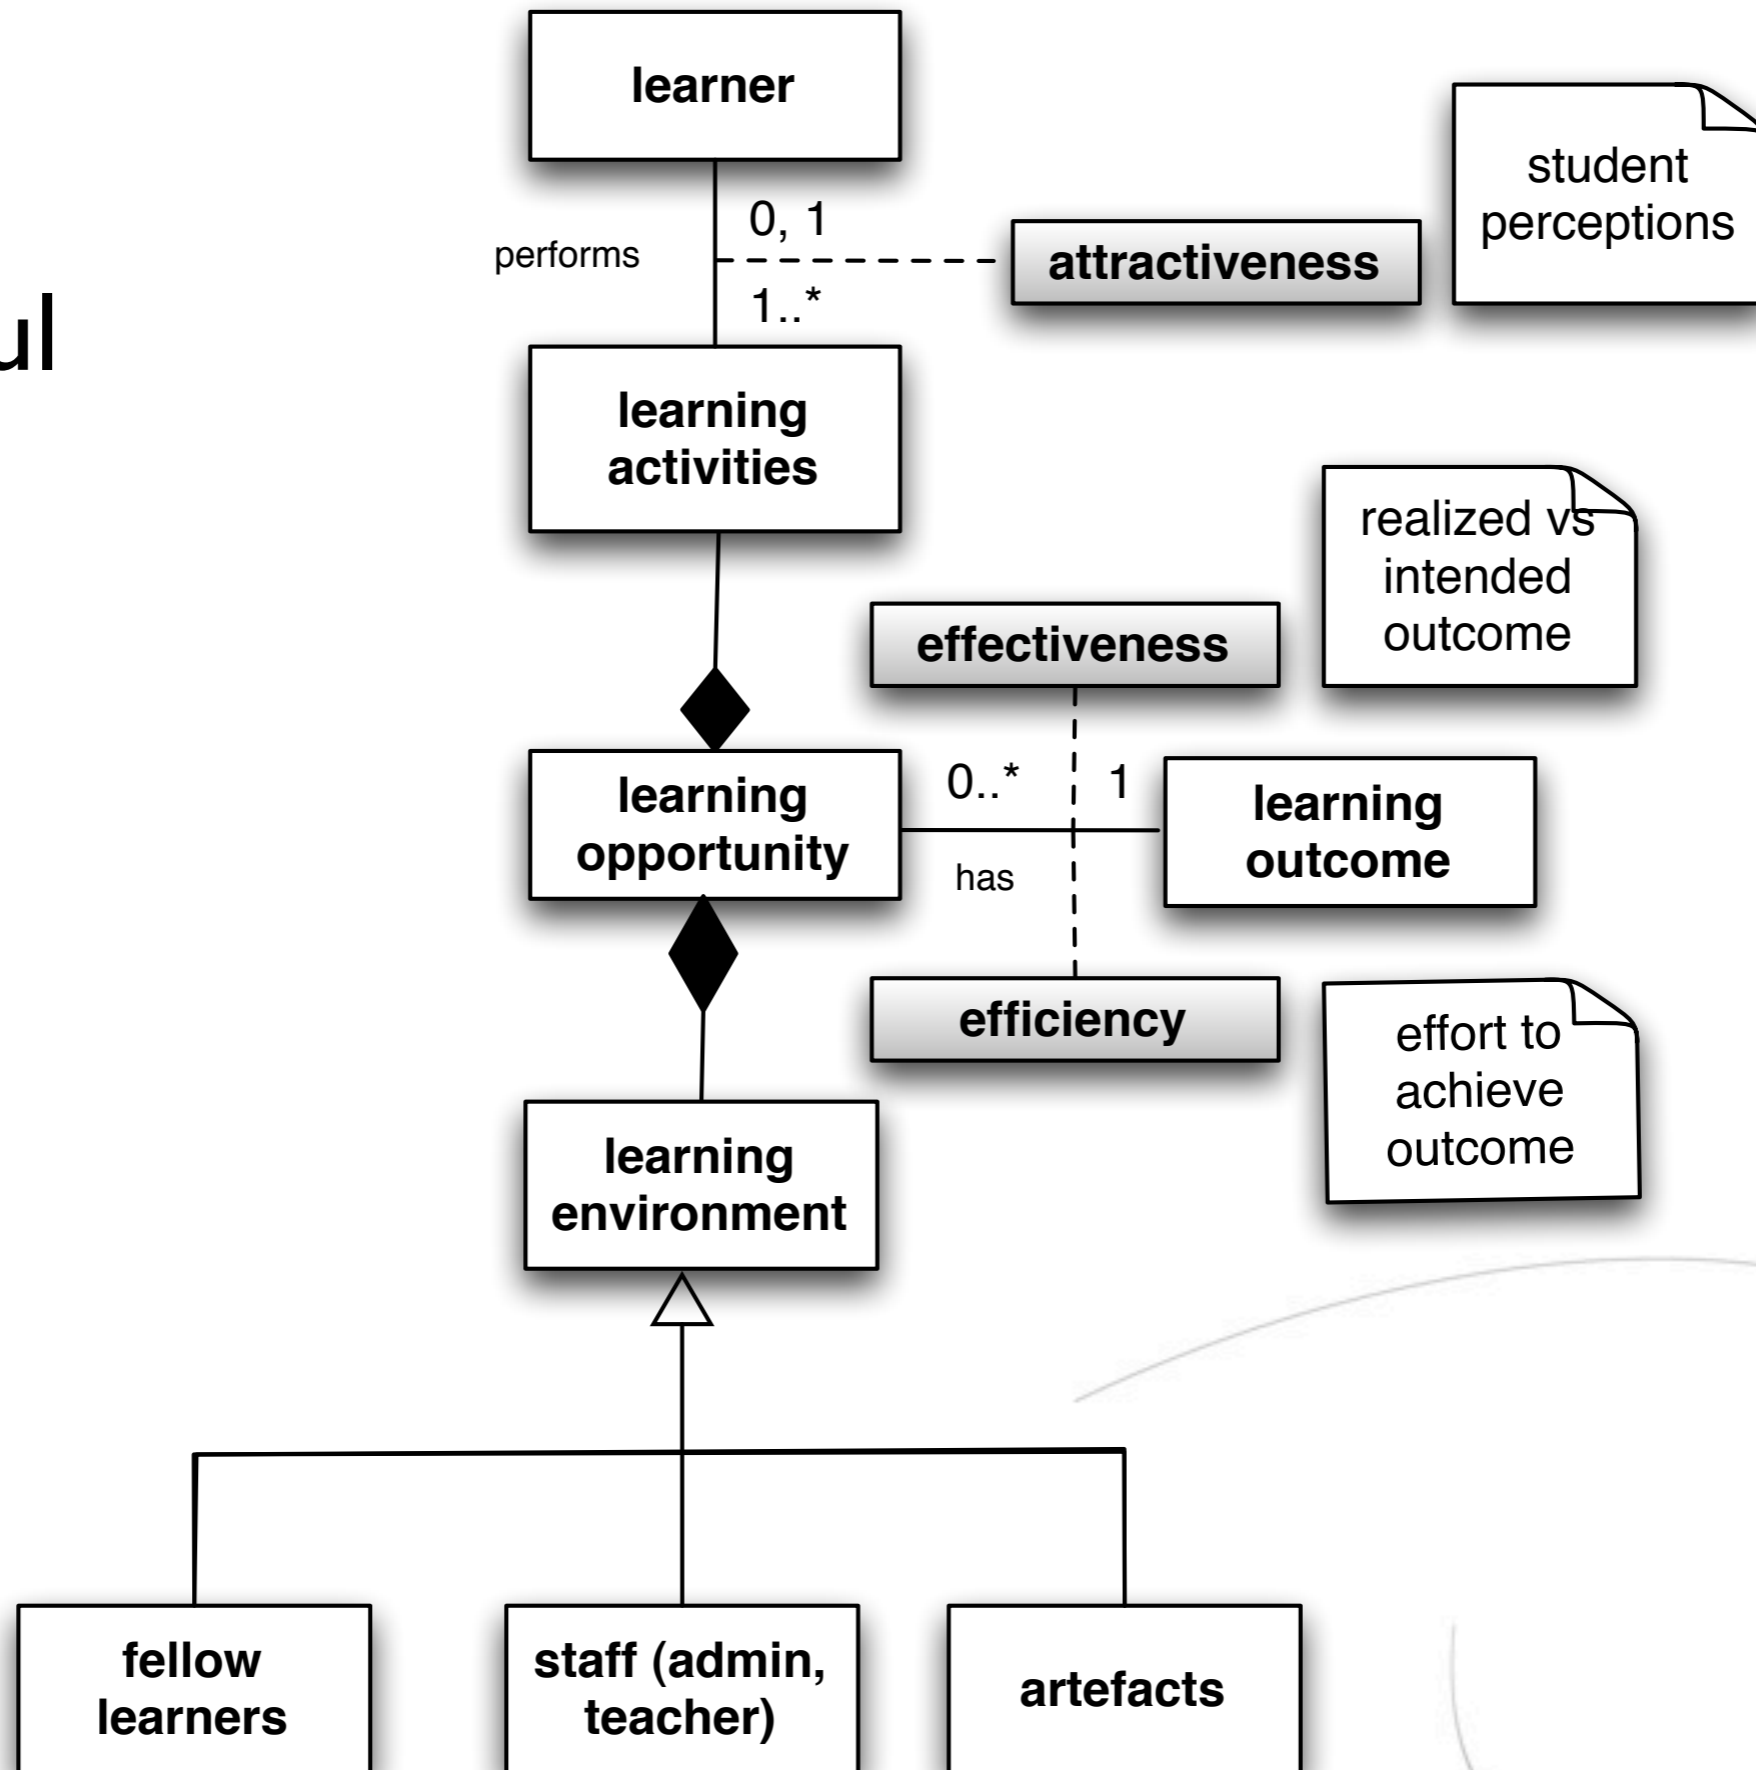 learner
student
perceptions
0, 1
performs
attractiveness
1..*
learning
activities
realized vs
intended
outcome
effectiveness
learning
opportunity
0..*
1
has
learning
outcome
efficiency
effort to
achieve
outcome
learning
environment
fellow
learners
staff (admin,
teacher)
artefacts